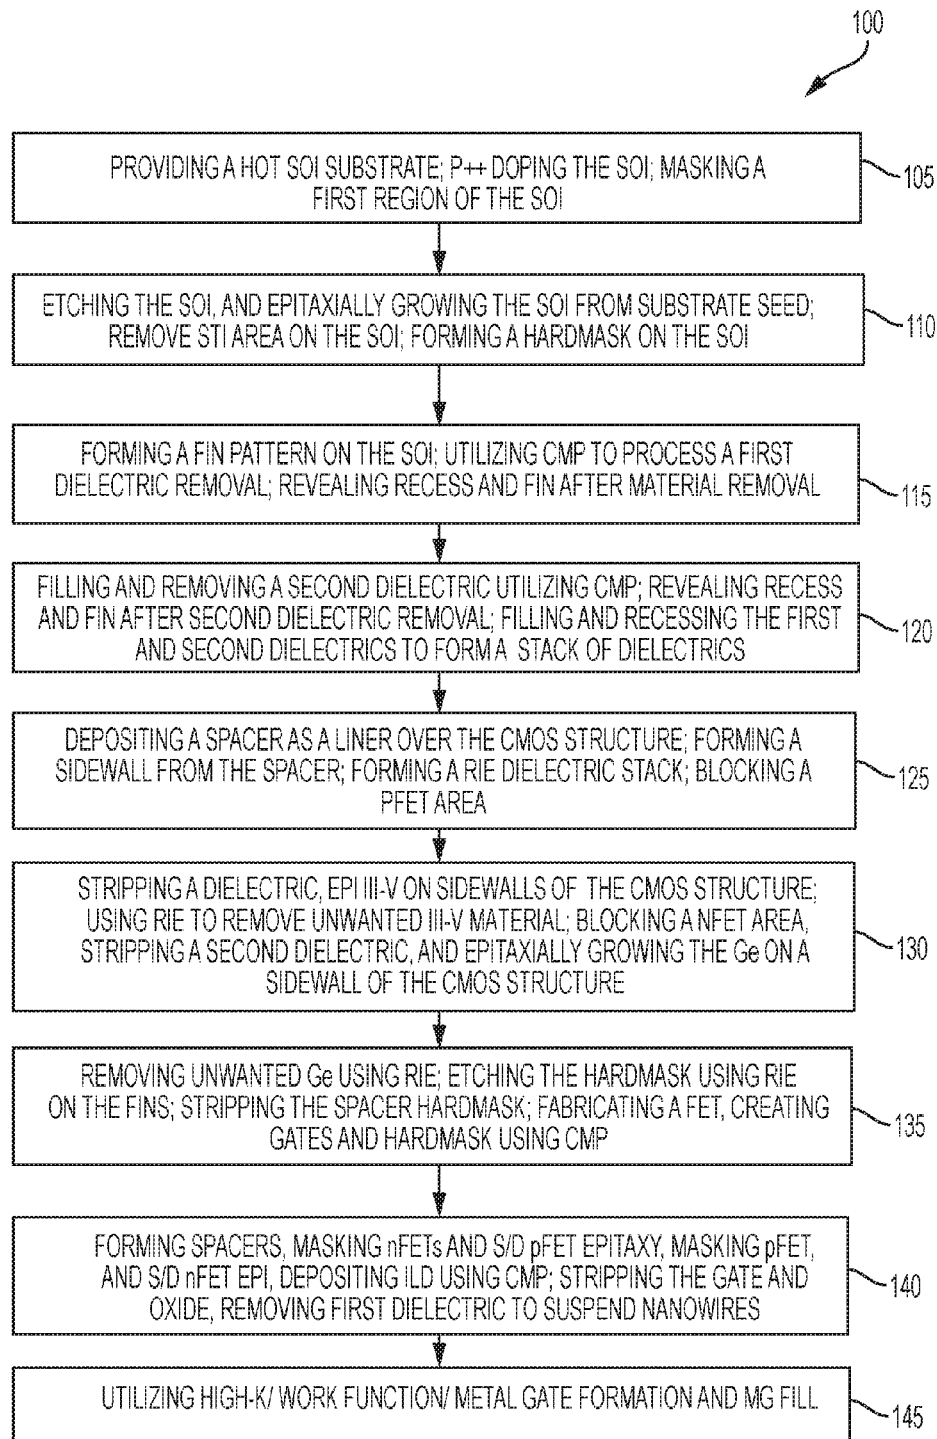 100
PROVIDING A HOT SOI SUBSTRATE; P++ DOPING THE SOI; MASKING A
FIRST REGION OF THE SOI
105
ETCHING THE SOI, AND EPITAXIALLY GROWING THE SOI FROM SUBSTRATE SEED;
REMOVE STI AREA ON THE SOI; FORMING A HARDMASK ON THE SOI
110
FORMING A FIN PATTERN ON THE SOI; UTILIZING CMP TO PROCESS A FIRST
DIELECTRIC REMOVAL; REVEALING RECESS AND FIN AFTER MATERIAL REMOVAL
115
FILLING AND REMOVING A SECOND DIELECTRIC UTILIZING CMP; REVEALING RECESS
AND FIN AFTER SECOND DIELECTRIC REMOVAL; FILLING AND RECESSING THE FIRST
AND SECOND DIELECTRICS TO FORM A STACK OF DIELECTRICS
120
DEPOSITING A SPACER AS A LINER OVER THE CMOS STRUCTURE; FORMING A
SIDEWALL FROM THE SPACER; FORMING A RIE DIELECTRIC STACK; BLOCKING A
PFET AREA
125
STRIPPING A DIELECTRIC, EPI III-V ON SIDEWALLS OF THE CMOS STRUCTURE;
USING RIE TO REMOVE UNWANTED III-V MATERIAL; BLOCKING A NFET AREA,
STRIPPING A SECOND DIELECTRIC, AND EPITAXIALLY GROWING THE Ge ON A
SIDEWALL OF THE CMOS STRUCTURE
130
REMOVING UNWANTED Ge USING RIE; ETCHING THE HARDMASK USING RIE
ON THE FINS; STRIPPING THE SPACER HARDMASK; FABRICATING A FET, CREATING
GATES AND HARDMASK USING CMP
135
FORMING SPACERS, MASKING nFETs AND S/D pFET EPITAXY, MASKING pFET,
AND S/D nFET EPI, DEPOSITING ILD USING CMP; STRIPPING THE GATE AND
OXIDE, REMOVING FIRST DIELECTRIC TO SUSPEND NANOWIRES
140
UTILIZING HIGH-K/ WORK FUNCTION/ METAL GATE FORMATION AND MG FILL
145